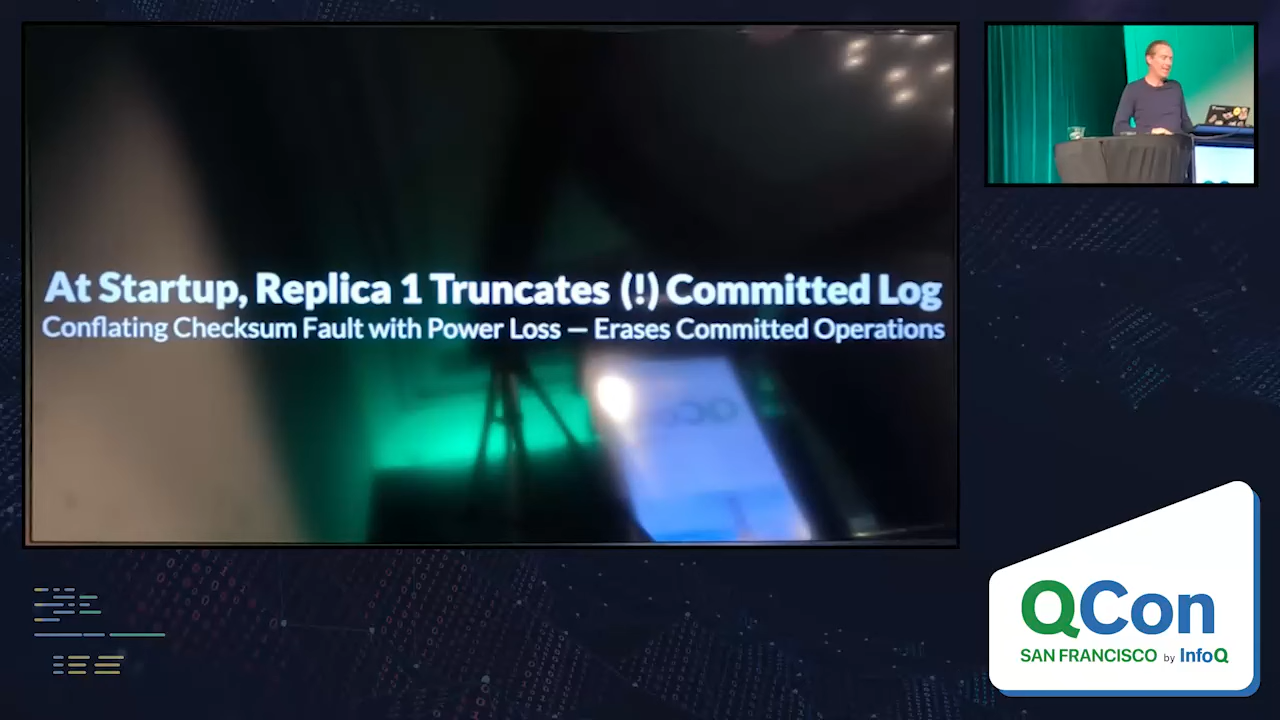 At Startup, Replica 1 Truncates (!) Committed Log
Conflating Checksum Fault with Power Loss — Erases Committed Operations
QCon
SAN FRANCISCO by InfoQ